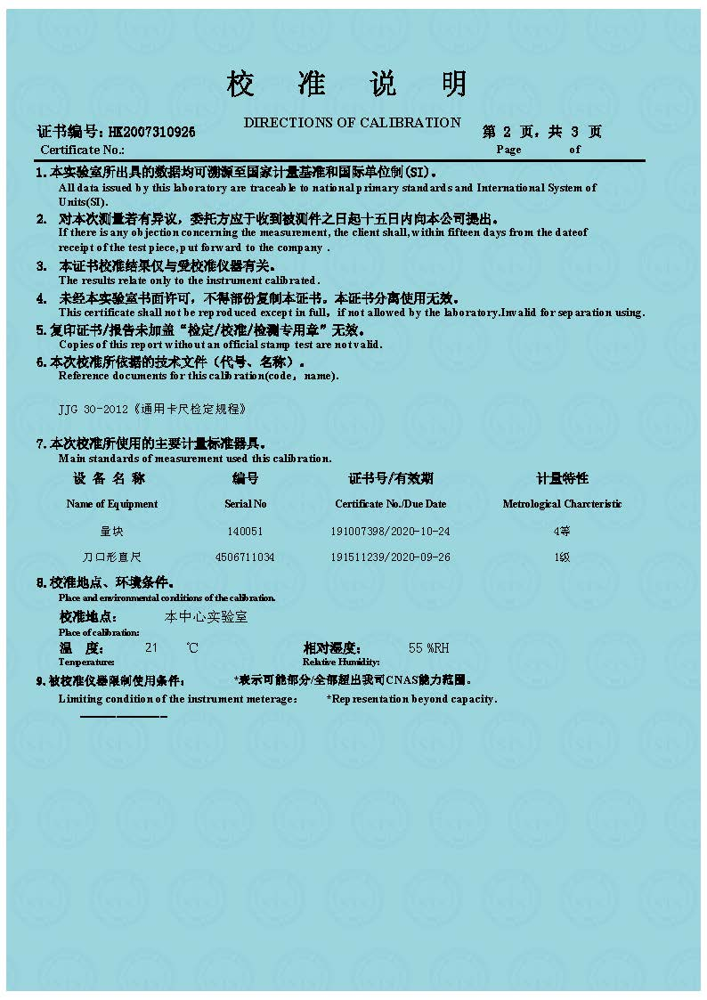 校 准 说 明
DIRECTIONS OF CALIBRATION
证书编号：HK2007310926 第 2 页，共 3 页
Certificate No.: Page of
1.本实验室所出具的数据均可溯源至国家计量基准和国际单位制(SI)。
All data issued by this laboratory are traceable to national primary standards and International System of
Units(SI).
2. 对本次测量若有异议，委托方应于收到被测件之日起十五日内向本公司提出。
If there is any objection concerning the measurement, the client shall, within fifteen days from the dateof
receipt of the test piece, put forward to the company .
3. 本证书校准结果仅与受校准仪器有关。
The results relate only to the instrument calibrated.
4. 未经本实验室书面许可，不得部份复制本证书。本证书分离使用无效。
This certificate shall not be reproduced except in full，if not allowed by the laboratory.Invalid for separation using.
5.复印证书/报告未加盖“检定/校准/检测专用章”无效。
Copies of this report without an official stamp test are not valid.
6.本次校准所依据的技术文件（代号、名称）。
Reference documents for this calibration(code，name).
JJG 30-2012《通用卡尺检定规程》
7.本次校准所使用的主要计量标准器具。
Main standards of measurement used this calibration.
设 备 名 称 编号 证书号/有效期 计量特性
Name of Equipment Serial No Certificate No./Due Date Metrological Charcteristic
量块 140051 191007398/2020-10-24 4等
刀口形直尺 4506711034 191511239/2020-09-26 1级
8.校准地点、环境条件。
Place and environmental conditions of the calibration.
校准地点： 本中心实验室
Place of calibration:
温 度： 21 ℃ 相对湿度： 55 %RH
Temperature: Relative Humidity:
9.被校准仪器限制使用条件： *表示可能部分/全部超出我司CNAS能力范围。
Limiting condition of the instrument meterage： *Representation beyond capacity.